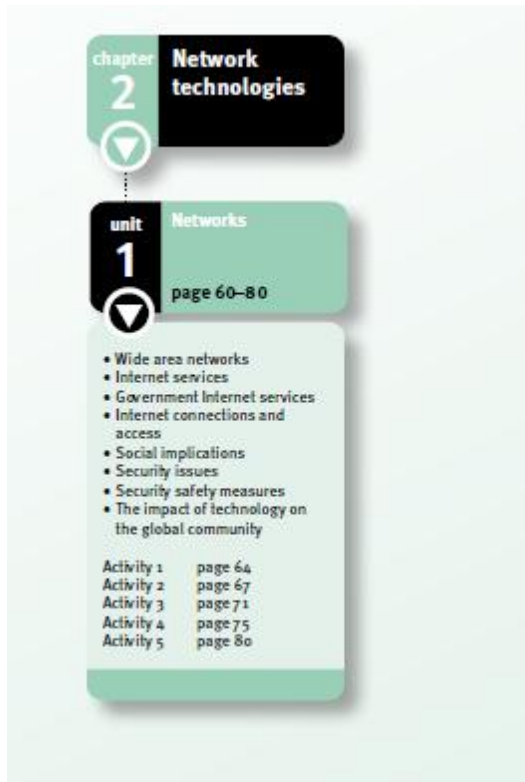 chapter
2
Network
technologies
unit
1
Networks
page 60–80
• Wide area networks
• Internet services
• Government Internet services
• Internet connections and
access
• Social implications
• Security issues
• Security safety measures
• The impact of technology on
the global community
Activity 1 page 64
Activity 2 page 67
Activity 3 page 71
Activity 4 page 75
Activity 5 page 80